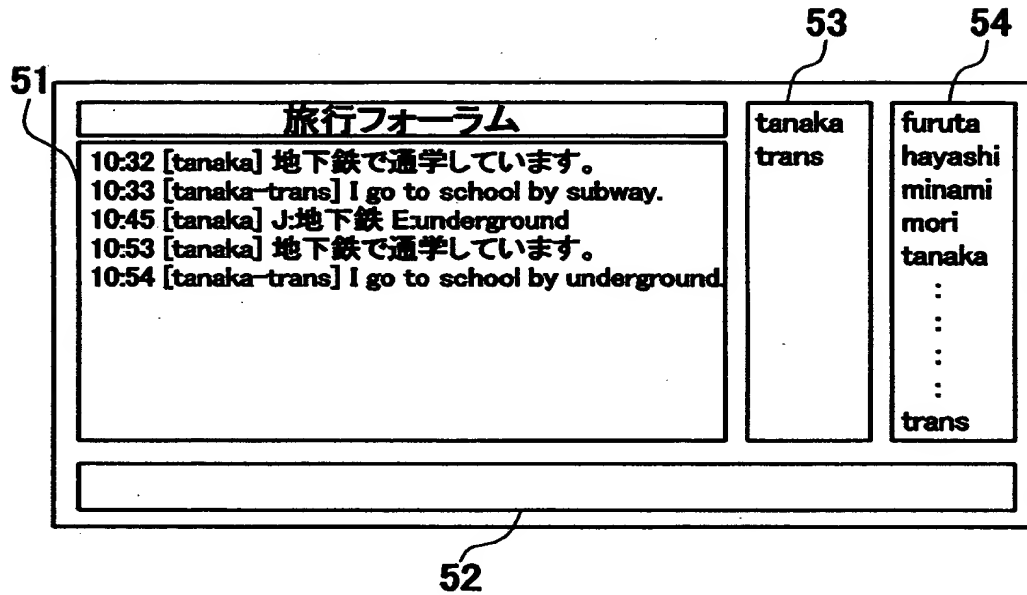 53
54
51
旅行フォーラム
10:32 [tanaka] 地下鉄で通学しています。
10:33 [tanaka-trans] I go to school by subway.
10:45 [tanaka] J:地下鉄 E:underground
10:53 [tanaka] 地下鉄で通学しています。
10:54 [tanaka-trans] I go to school by underground.
tanaka
trans
furuta
hayashi
minami
mori
tanaka
:
:
:
:
trans
52